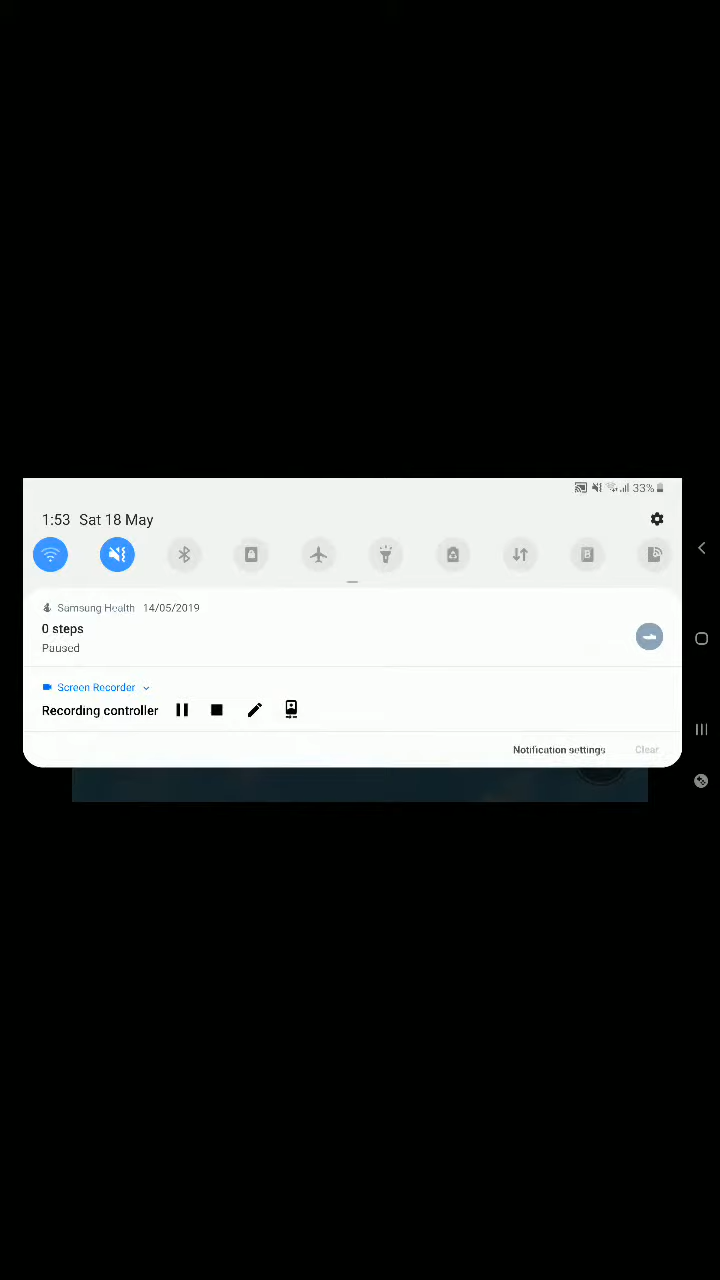 33%
1:53 Sat 18 May
Samsung Health 14/05/2019
0 steps
Paused
Screen Recorder
Recording controller
Notification settings Clear